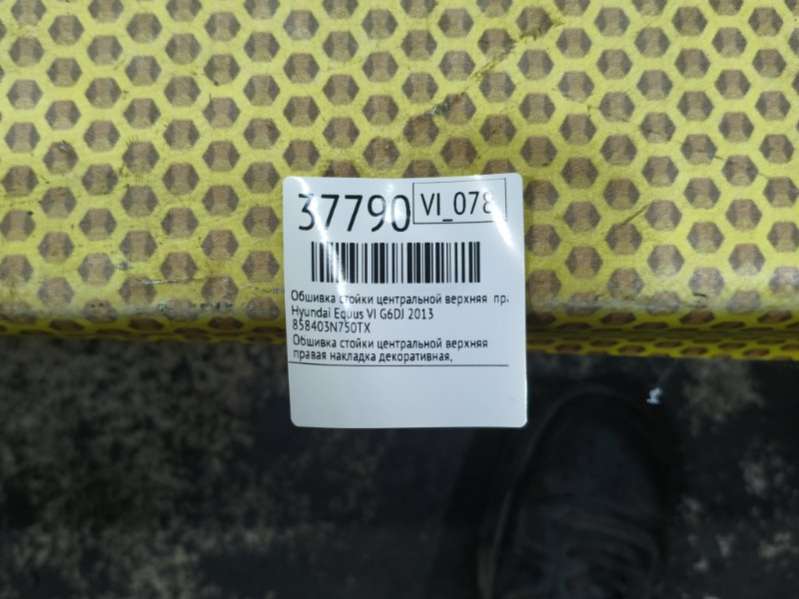 37790 VI_078
Обшивка стойки центральной верхняя пр.
Hyundai Equus VI G6DJ 2013
858403N750TX
Обшивка стойки центральной верхняя
правая накладка декоративная,